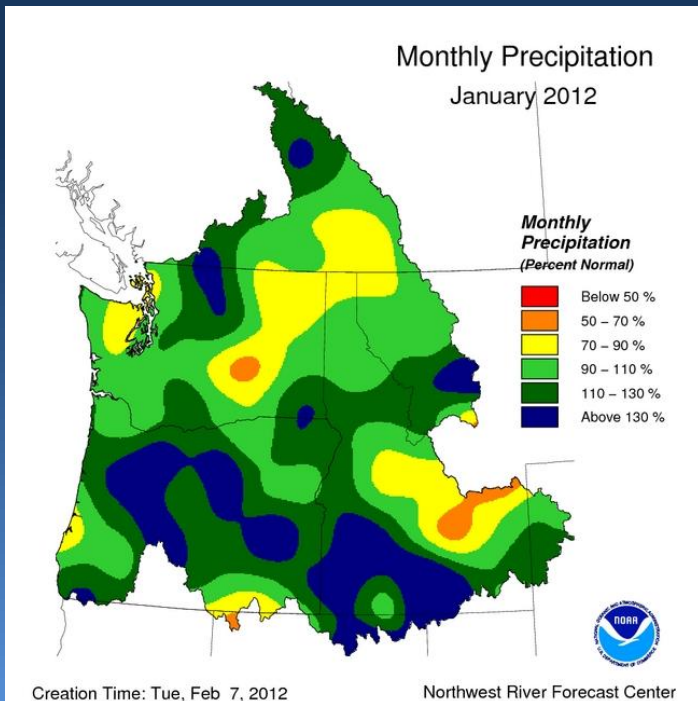 Monthly Precipitation
January 2012
Monthly
Precipitation
(Percent Normal)
Below 50 %
50 – 70 %
70 – 90 %
90 – 110 %
110 – 130 %
Above 130 %
NOAA
Creation Time: Tue, Feb 7, 2012
Northwest River Forecast Center